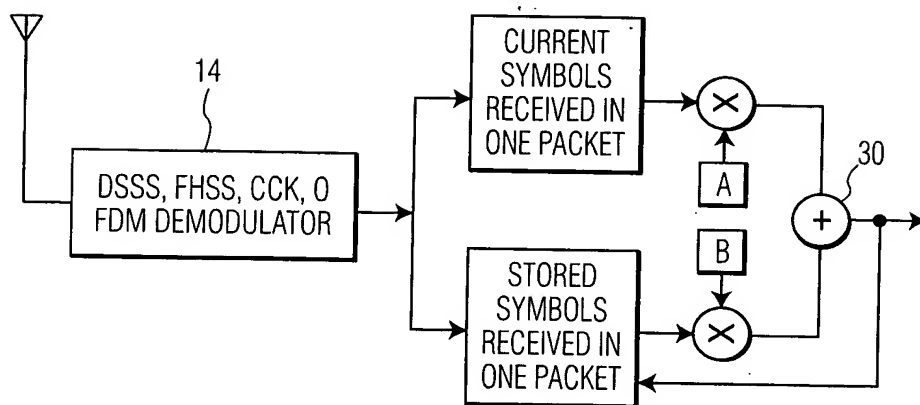 14
DSSS, FHSS, CCK, O
FDM DEMODULATOR
CURRENT
SYMBOLS
RECEIVED IN
ONE PACKET
×
A
30
+
B
STORED
SYMBOLS
RECEIVED IN
ONE PACKET
×